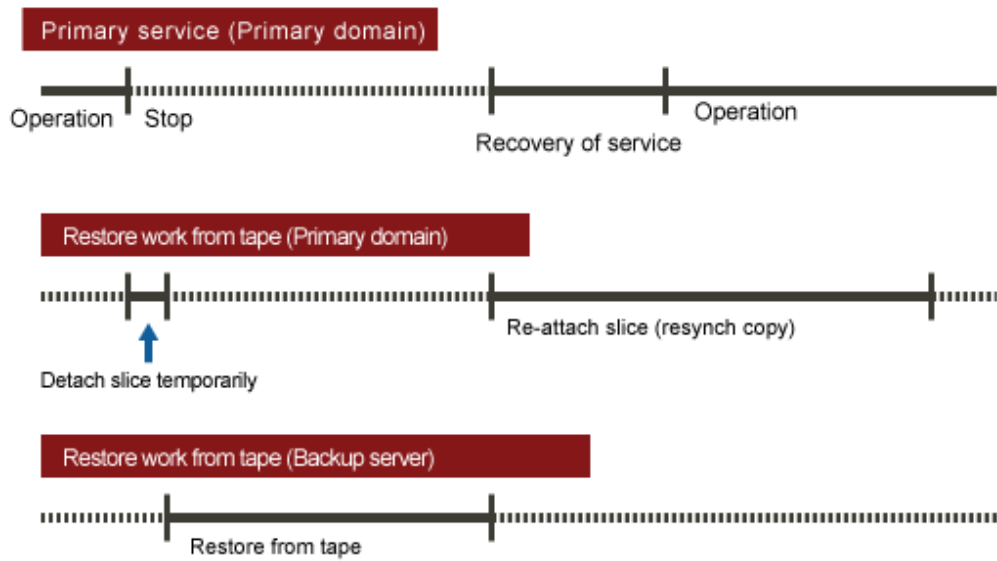 Primary service (Primary domain)
Operation
Stop
Recovery of service
Operation
Restore work from tape (Primary domain)
Re-attach slice (resynch copy)
Detach slice temporarily
Restore work from tape (Backup server)
Restore from tape